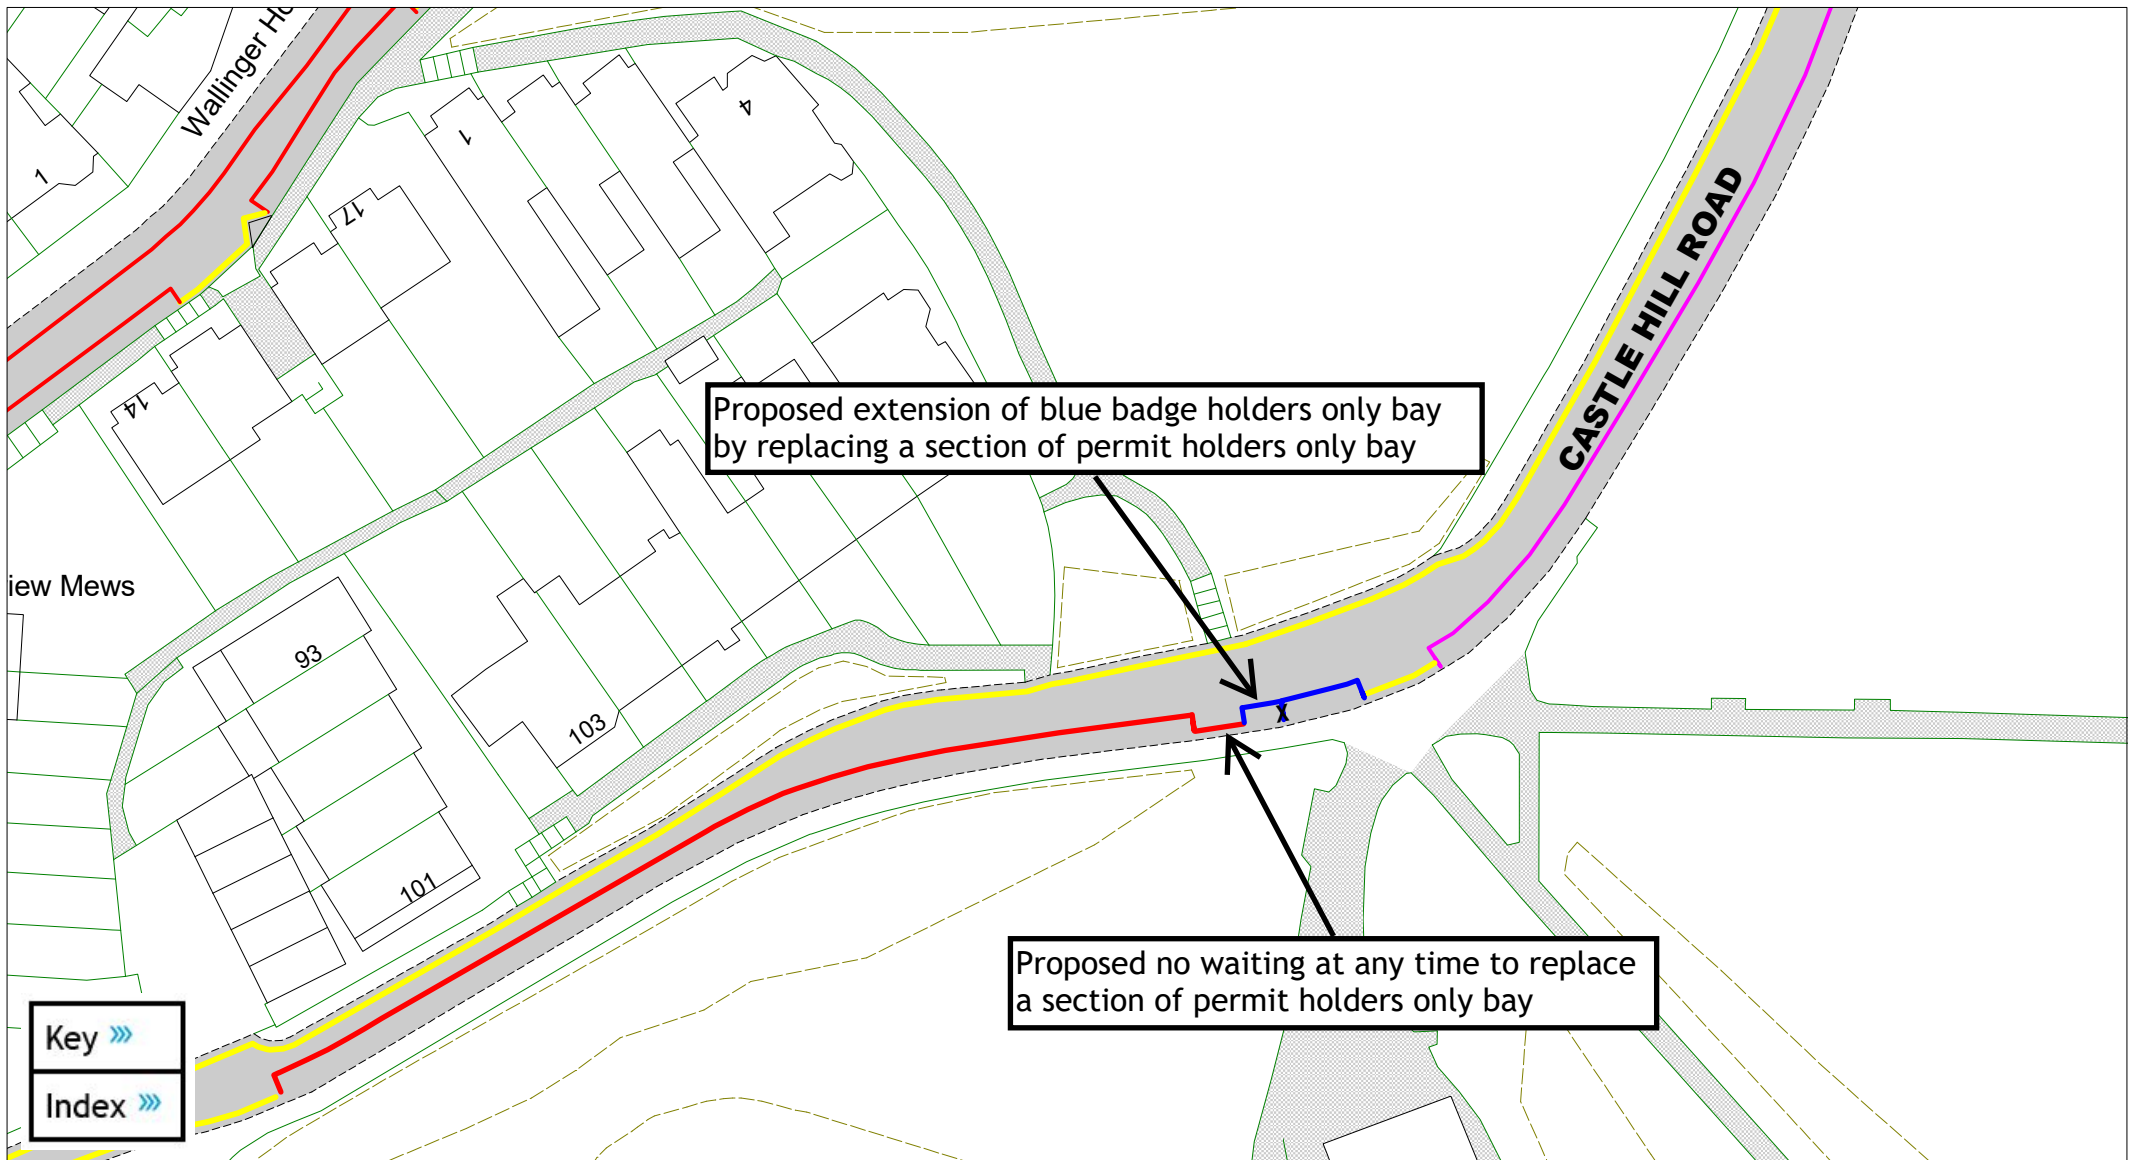 Wallinger Ho
1
1
4
17
14
CASTLE HILL ROAD
Proposed extension of blue badge holders only bay
by replacing a section of permit holders only bay
iew Mews
93
103
101
X
Proposed no waiting at any time to replace
a section of permit holders only bay
Key »»
Index »»